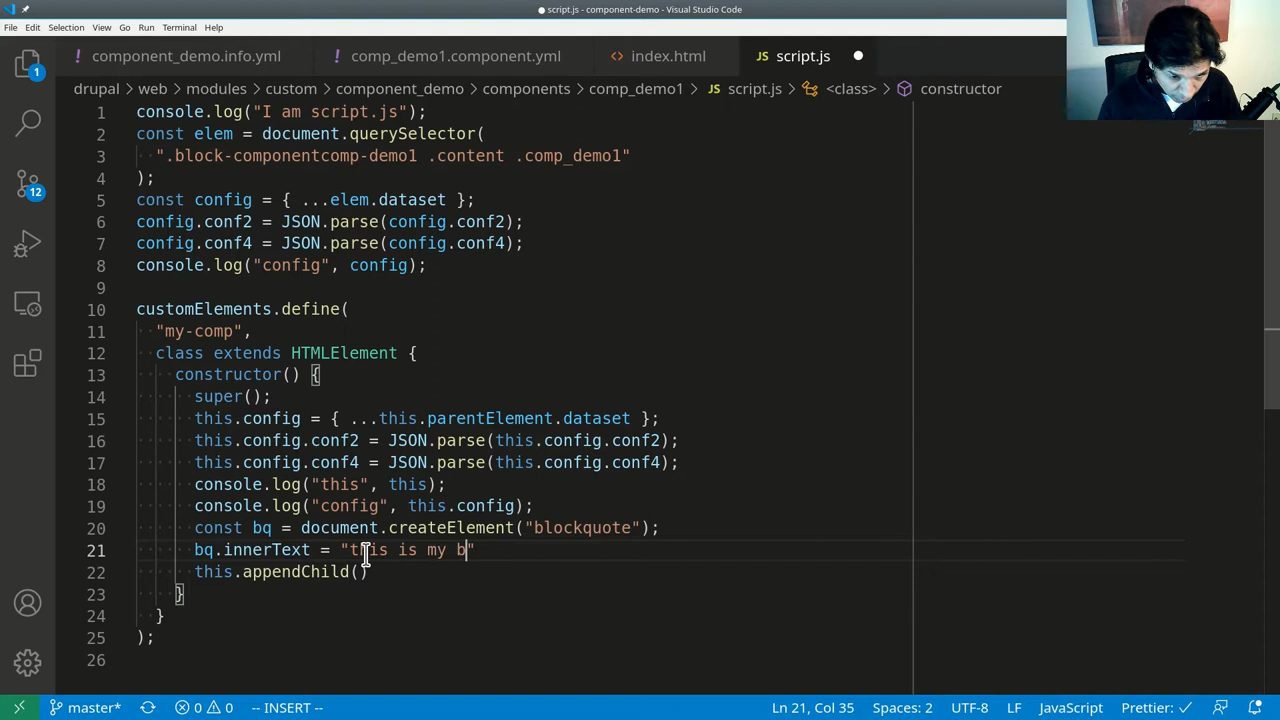 script.js - component-demo - Visual Studio Code
File Edit Selection View Go Run Terminal
component_demo.info.yml comp_demo1.component.yml index.html JS script.js
drupal > web > modules > custom > component_demo > components > comp_demo1 > JS script.js > <class> > constructor
1 console.log("I am script.js");
2 const elem = document.querySelector(
3 ".block-componentcomp-demo1 .content .comp_demo1"
4 );
5 const config = { ...elem.dataset };
6 config.conf2 = JSON.parse(config.conf2);
7 config.conf4 = JSON.parse(config.conf4);
8 console.log("config", config);
9
10 customElements.define(
11 "my-comp",
12 class extends HTMLElement {
13 constructor() {
14 super();
15 this.config = { ...this.parentElement.dataset };
16 this.config.conf2 = JSON.parse(this.config.conf2);
17 this.config.conf4 = JSON.parse(this.config.conf4);
18 console.log("this", this);
19 console.log("config", this.config);
20 const bq = document.createElement("blockquote");
21 bq.innerText = "this is my b"
22 this.appendChild()
23 }
24 }
25 );
26
1
12
master* 0 0 -- INSERT -- Ln 21, Col 35 Spaces: 2 UTF-8 LF JavaScript Prettier: ✓